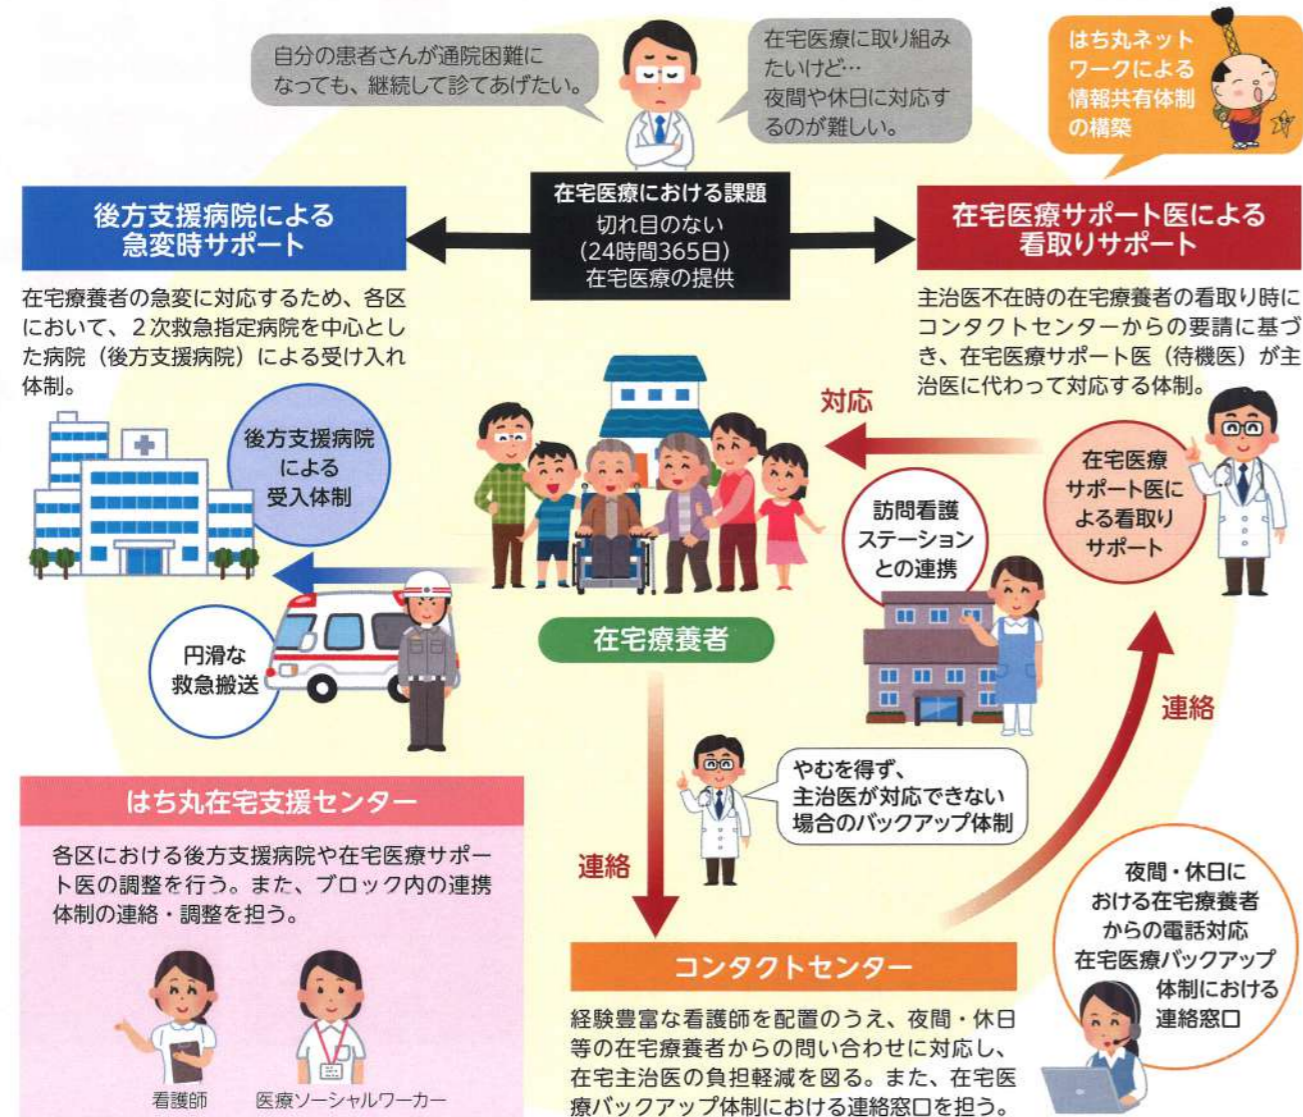 自分の患者さんが通院困難に
なっても、継続して診てあげたい。
在宅医療に取り組み
たいけど…
夜間や休日に対応す
るのが難しい。
はち丸ネット
ワークによる
情報共有体制
の構築
後方支援病院による
急変時サポート
在宅医療における課題
切れ目のない
(24時間365日)
在宅医療の提供
在宅医療サポート医による
看取りサポート
在宅療養者の急変に対応するため、各区
において、2次救急指定病院を中心とし
た病院（後方支援病院）による受け入れ
体制。
主治医不在時の在宅療養者の看取り時に
コンタクトセンターからの要請に基づ
き、在宅医療サポート医（待機医）が主
治医に代わって対応する体制。
後方支援病院
による
受入体制
対応
在宅医療
サポート医に
よる看取り
サポート
訪問看護
ステーション
との連携
円滑な
救急搬送
在宅療養者
連絡
やむを得ず、
主治医が対応できない
場合のバックアップ体制
連絡
はち丸在宅支援センター
各区における後方支援病院や在宅医療サポー
ト医の調整を行う。また、ブロック内の連携
体制の連絡・調整を担う。
看護師
医療ソーシャルワーカー
コンタクトセンター
経験豊富な看護師を配置のうえ、夜間・休日
等の在宅療養者からの問い合わせに対応し、
在宅主治医の負担軽減を図る。また、在宅医
療バックアップ体制における連絡窓口を担う。
夜間・休日に
おける在宅療養者
からの電話対応
在宅医療バックアップ
体制における
連絡窓口